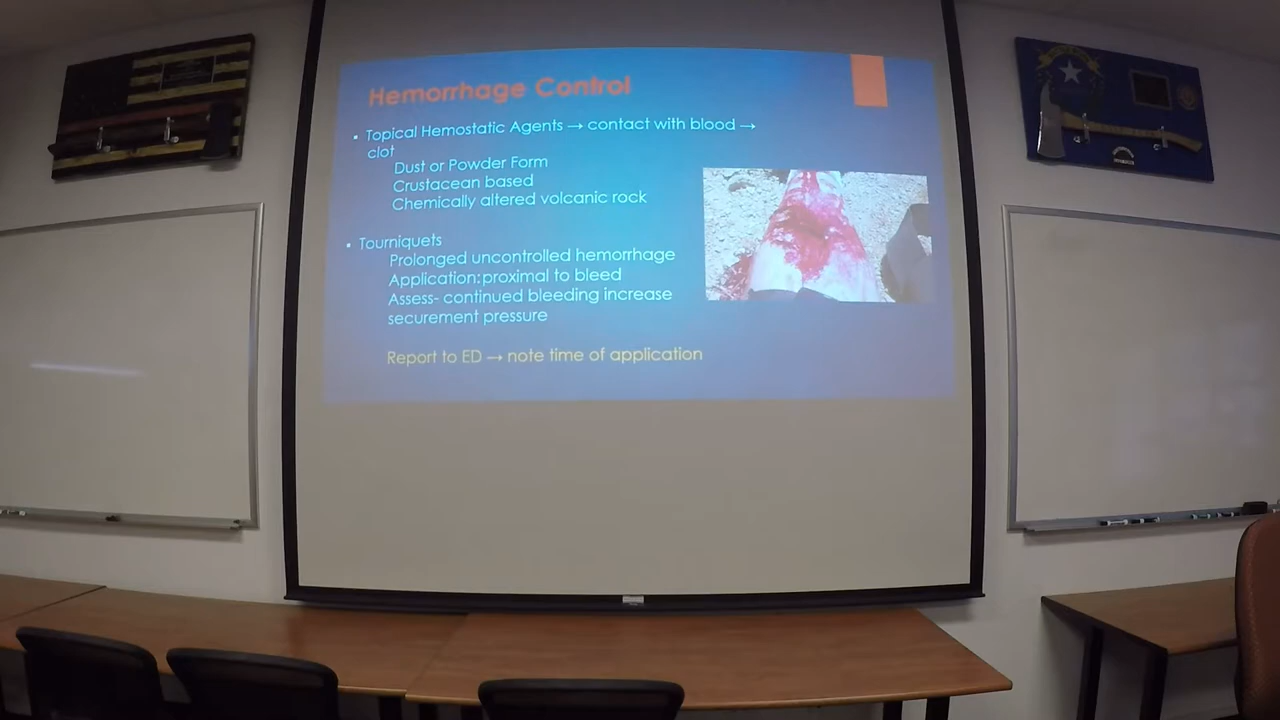 Hemorrhage Control
▪ Topical Hemostatic Agents → contact with blood →
clot
Dust or Powder Form
Crustacean based
Chemically altered volcanic rock
▪ Tourniquets
Prolonged uncontrolled hemorrhage
Application: proximal to bleed
Assess- continued bleeding increase
securement pressure
Report to ED → note time of application